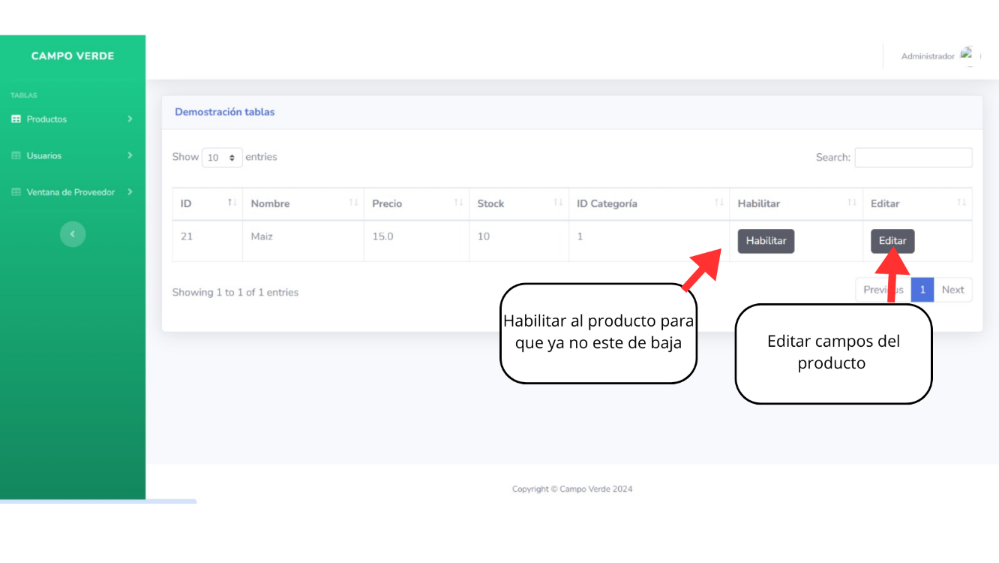 CAMPO VERDE
Administrador
TABLAS
Productos
Usuarios
Ventana de Proveedor
Demostración tablas
Show 10 entries
Search:
ID Nombre Precio Stock ID Categoría Habilitar Editar
21 Maiz 15.0 10 1 Habilitar Editar
Showing 1 to 1 of 1 entries
Previous 1 Next
Habilitar al producto para
que ya no este de baja
Editar campos del
producto
Copyright © Campo Verde 2024